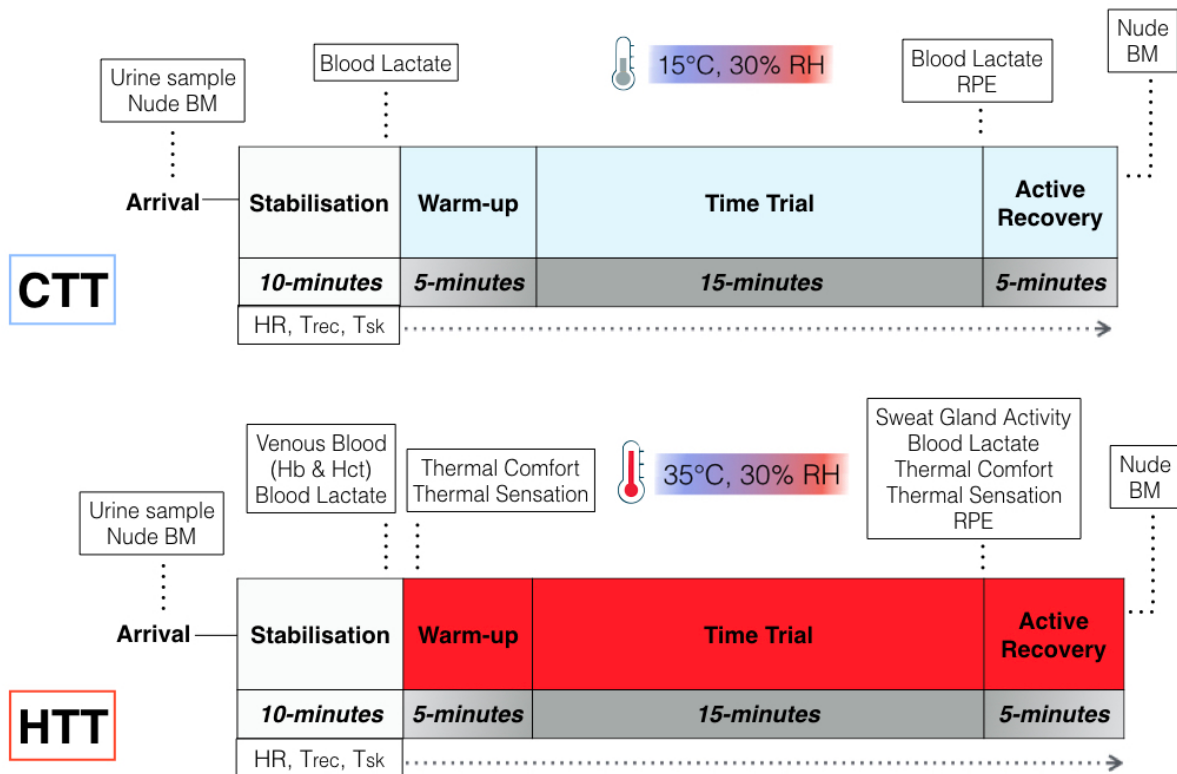 Nude
BM
Urine sample
Nude BM
Blood Lactate
15°C, 30% RH
Blood Lactate
RPE
Arrival
Stabilisation
Warm-up
Time Trial
Active
Recovery
CTT
10-minutes
5-minutes
15-minutes
5-minutes
HR, Trec, Tsk
Venous Blood
(Hb & Hct)
Blood Lactate
Thermal Comfort
Thermal Sensation
35°C, 30% RH
Sweat Gland Activity
Blood Lactate
Thermal Comfort
Thermal Sensation
RPE
Nude
BM
Urine sample
Nude BM
Arrival
Stabilisation
Warm-up
Time Trial
Active
Recovery
HTT
10-minutes
5-minutes
15-minutes
5-minutes
HR, Trec, Tsk